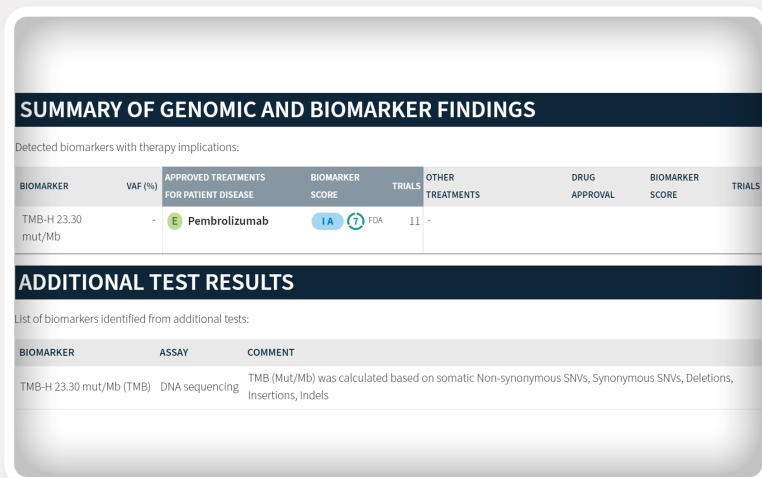 SUMMARY OF GENOMIC AND BIOMARKER FINDINGS
Detected biomarkers with therapy implications:
BIOMARKER VAF (%) APPROVED TREATMENTS FOR PATIENT DISEASE BIOMARKER SCORE TRIALS OTHER TREATMENTS DRUG APPROVAL BIOMARKER SCORE TRIALS
TMB-H 23.30 - E Pembrolizumab I A 7 FDA 11 -
mut/Mb
ADDITIONAL TEST RESULTS
List of biomarkers identified from additional tests:
BIOMARKER ASSAY COMMENT
TMB-H 23.30 mut/Mb (TMB) DNA sequencing TMB (Mut/Mb) was calculated based on somatic Non-synonymous SNVs, Synonymous SNVs, Deletions,
Insertions, Indels